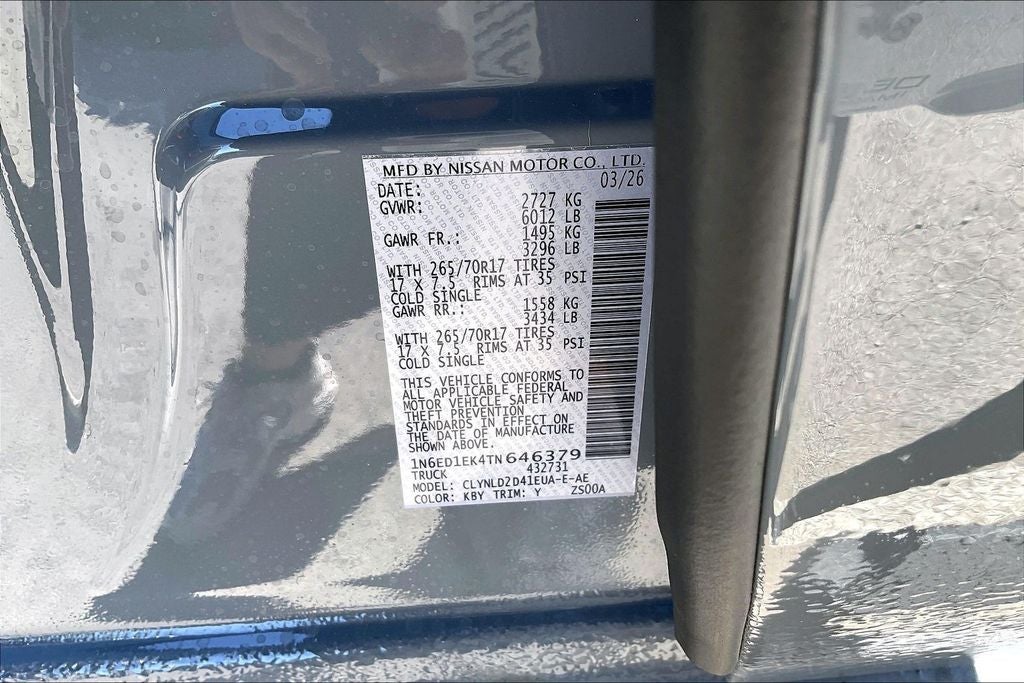 MFD BY NISSAN MOTOR CO., LTD.
DATE: 03/26
GVWR: 2727 KG
6012 LB
GAWR FR.: 1495 KG
3296 LB
WITH 265/70R17 TIRES
17 X 7.5 RIMS AT 35 PSI
COLD SINGLE
GAWR RR.: 1558 KG
3434 LB
WITH 265/70R17 TIRES
17 X 7.5 RIMS AT 35 PSI
COLD SINGLE
THIS VEHICLE CONFORMS TO
ALL APPLICABLE FEDERAL
MOTOR VEHICLE SAFETY AND
THEFT PREVENTION
STANDARDS IN EFFECT ON
THE DATE OF MANUFACTURE
SHOWN ABOVE.
1N6ED1EK4TN646379
TRUCK 432731
MODEL: CLYNLD2D41EUA-E-AE
COLOR: KBY TRIM: Y ZS00A